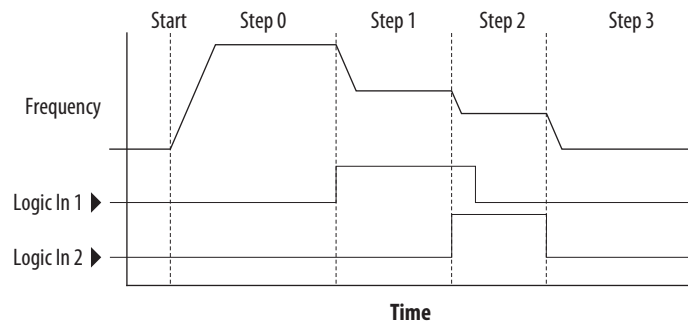 Start Step 0 Step 1 Step 2 Step 3
Frequency
Logic In 1
Logic In 2
Time